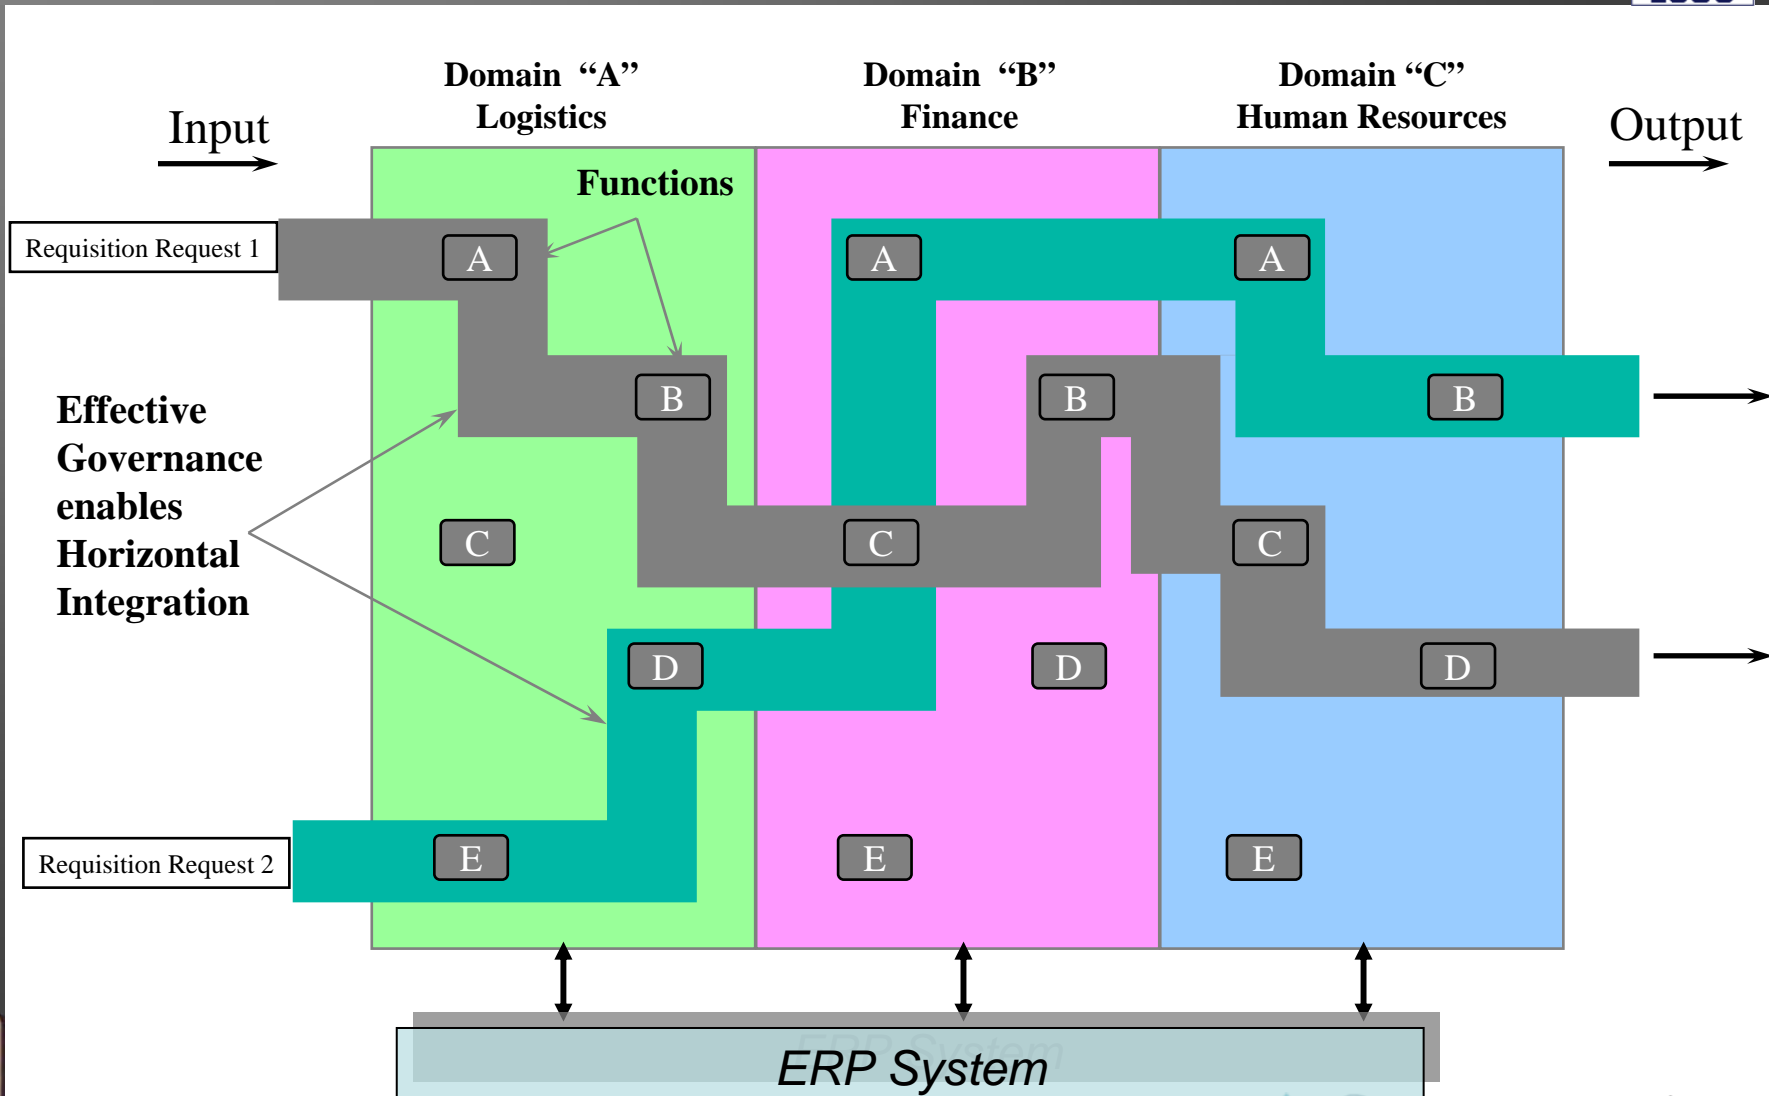 Domain “A”
Logistics
Domain “B”
Finance
Domain “C”
Human Resources
Input
Output
Functions
Requisition Request 1
A
A
A
B
B
B
Effective
Governance
enables
Horizontal
Integration
C
C
C
D
D
D
Requisition Request 2
E
E
E
ERP System